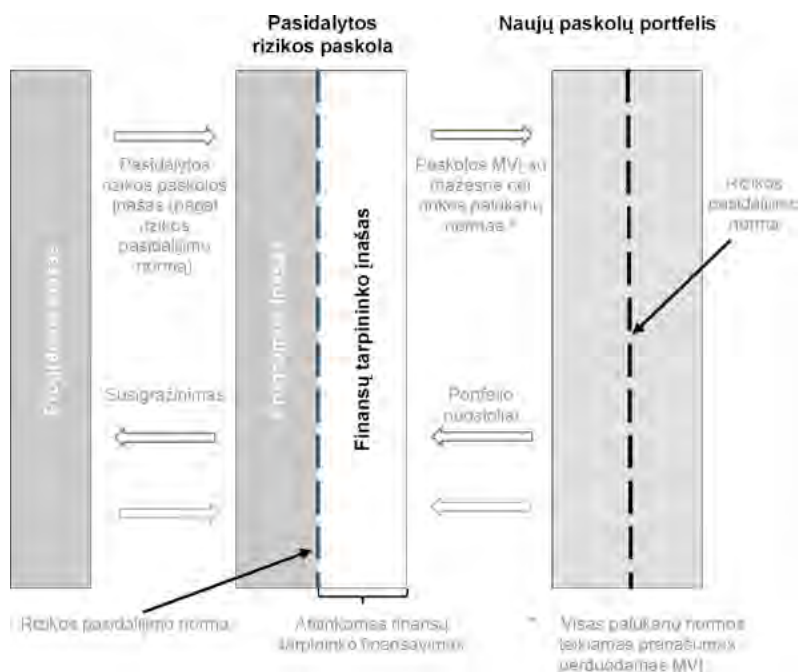 Pasidalytos
rizikos paskola
Naujų paskolų portfelis
Pasidalytos
rizikos paskolos
įnašas (pagal
rizikos
pasidalijimo
normą)
Paskolos MVĮ su
mažesne nei
rinkos palūkanų
norma *
Rizikos
pasidalijimo
norma
Finansų tarpininko įnašas
Susigrąžinimas
Portfelio
nuostoliai
Rizikos pasidalijimo norma
Atrenkamas finansų
tarpininko finansavimas
* Visas palūkanų normos
teikiamas pranašumas
perduodamas MVĮ